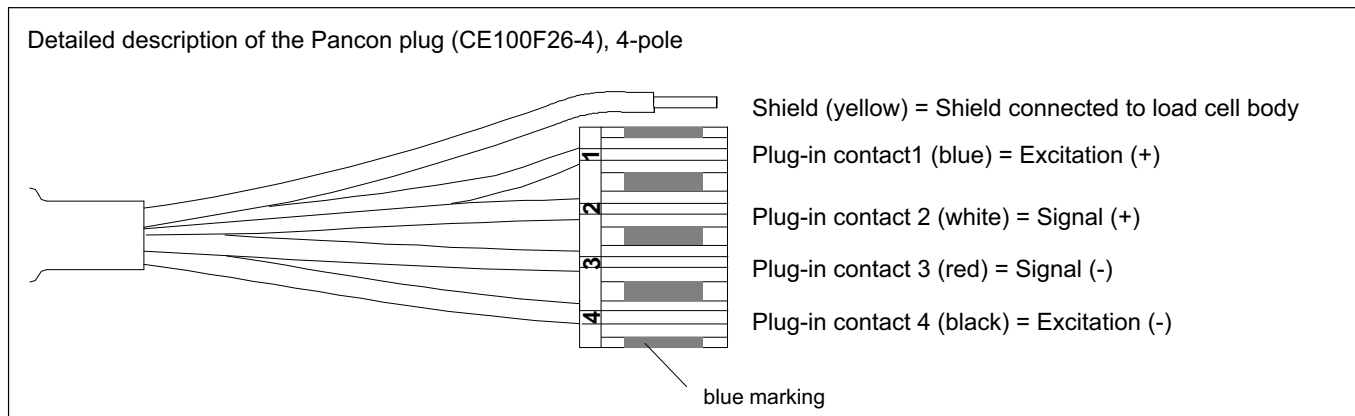 Detailed description of the Pancon plug (CE100F26-4), 4-pole
Shield (yellow) = Shield connected to load cell body
1
Plug-in contact1 (blue) = Excitation (+)
2
Plug-in contact 2 (white) = Signal (+)
3
Plug-in contact 3 (red) = Signal (-)
4
Plug-in contact 4 (black) = Excitation (-)
blue marking